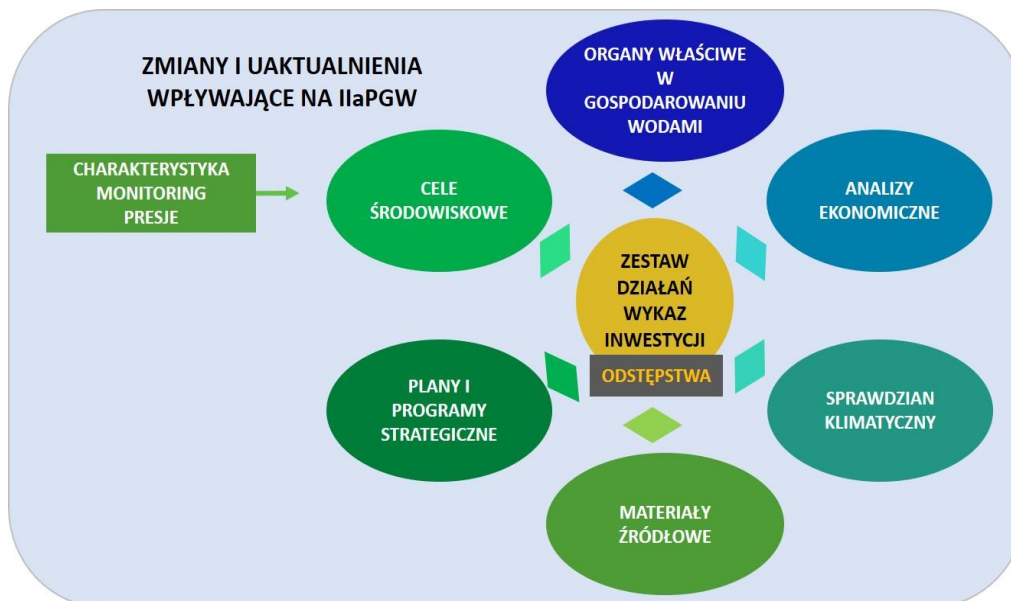 ZMIANY I UAKTUALNIENIA
WPŁYWAJĄCE NA IIaPGW
ORGANY WŁAŚCIWE
W
GOSPODAROWANIU
WODAMI
CHARAKTERYSTYKA
MONITORING
PRESJE
CELE
ŚRODOWISKOWE
ANALIZY
EKONOMICZNE
ZESTAW
DZIAŁAŃ
WYKAZ
INWESTYCJI
ODSTĘPSTWA
PLANY I
PROGRAMY
STRATEGICZNE
SPRAWDZIAN
KLIMATYCZNY
MATERIAŁY
ŹRÓDŁOWE